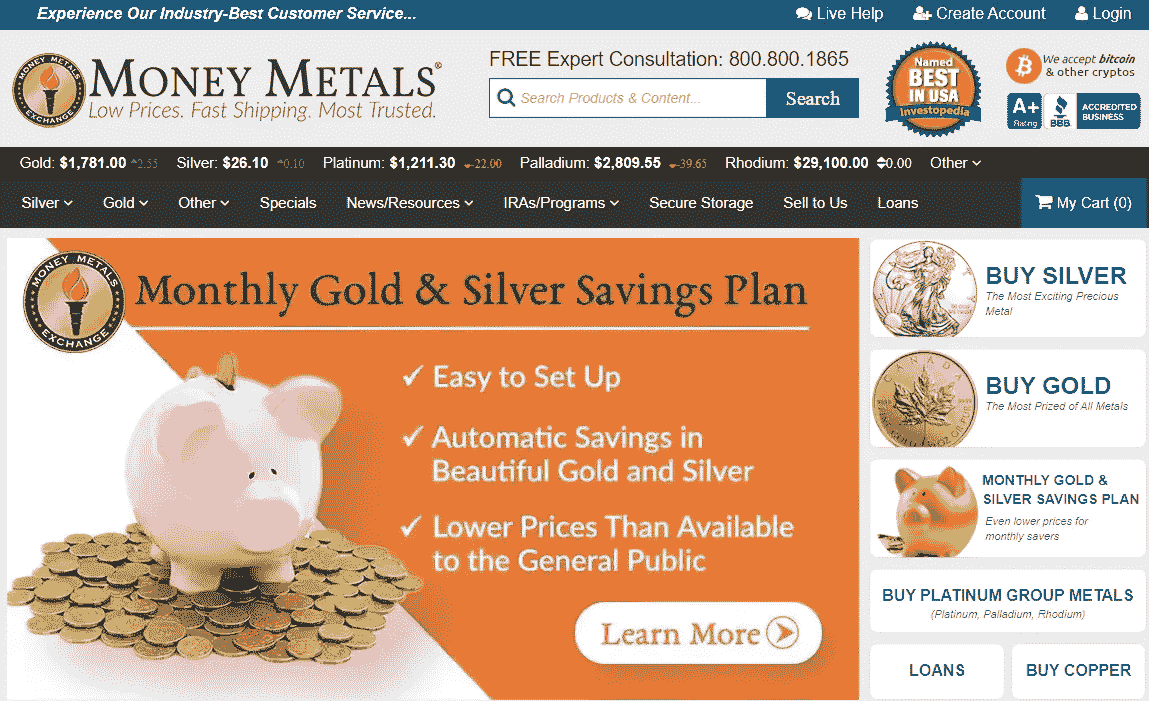 Experience Our Industry-Best Customer Service...
Live Help
Create Account
Login
MONEY METALS EXCHANGE
MONEY METALS®
Low Prices. Fast Shipping. Most Trusted.
FREE Expert Consultation: 800.800.1865
Search Products & Content...
Search
Named
BEST
IN USA
Investopedia
We accept bitcoin
& other cryptos
A+
Rating
BBB
ACCREDITED
BUSINESS
Gold: $1,781.00 2.55 Silver: $26.10 0.10 Platinum: $1,211.30 -22.00 Palladium: $2,809.55 -39.65 Rhodium: $29,100.00 0.00 Other
Silver Gold Other Specials News/Resources IRAs/Programs Secure Storage Sell to Us Loans
My Cart (0)
MONEY METALS EXCHANGE
Monthly Gold & Silver Savings Plan
✓ Easy to Set Up
✓ Automatic Savings in
Beautiful Gold and Silver
✓ Lower Prices Than Available
to the General Public
Learn More
BUY SILVER
The Most Exciting Precious
Metal
CANADA
BUY GOLD
The Most Prized of All Metals
MONTHLY GOLD &
SILVER SAVINGS PLAN
Even lower prices for
monthly savers
BUY PLATINUM GROUP METALS
(Platinum, Palladium, Rhodium)
LOANS
BUY COPPER